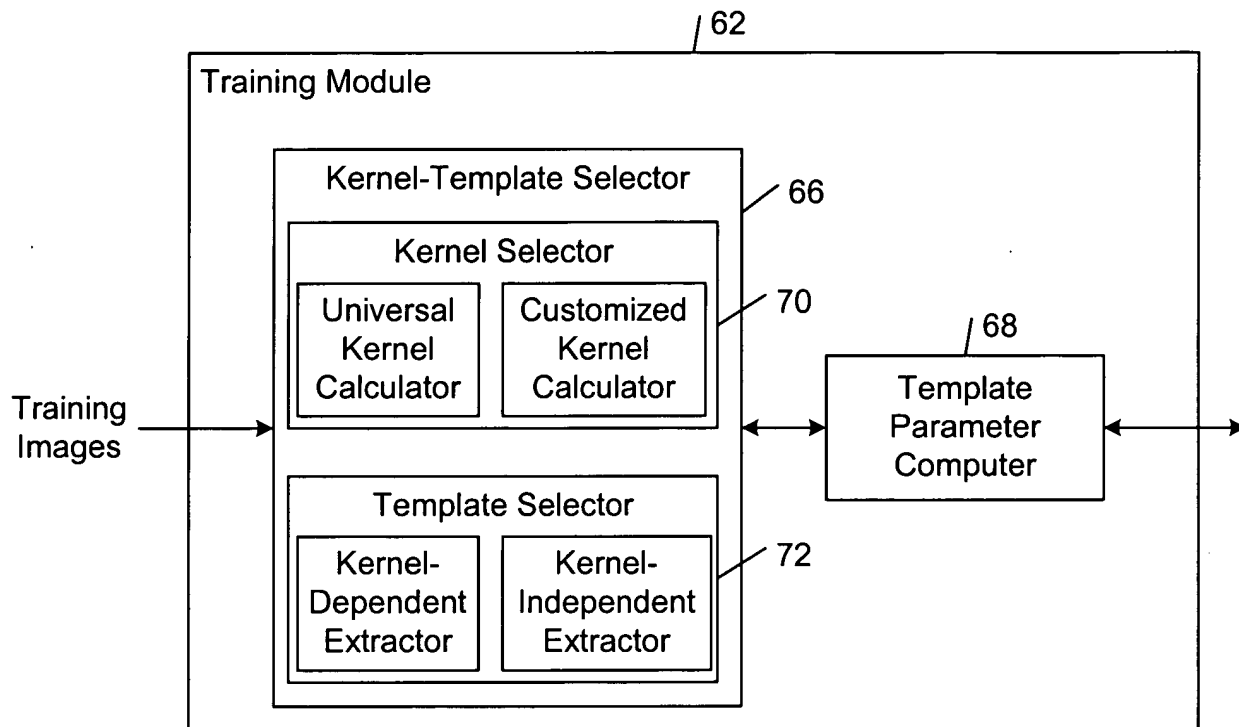 62
Training Module
Kernel-Template Selector
66
Kernel Selector
Universal
Kernel
Calculator
Customized
Kernel
Calculator
70
68
Template
Parameter
Computer
Training
Images
Template Selector
Kernel-
Dependent
Extractor
Kernel-
Independent
Extractor
72